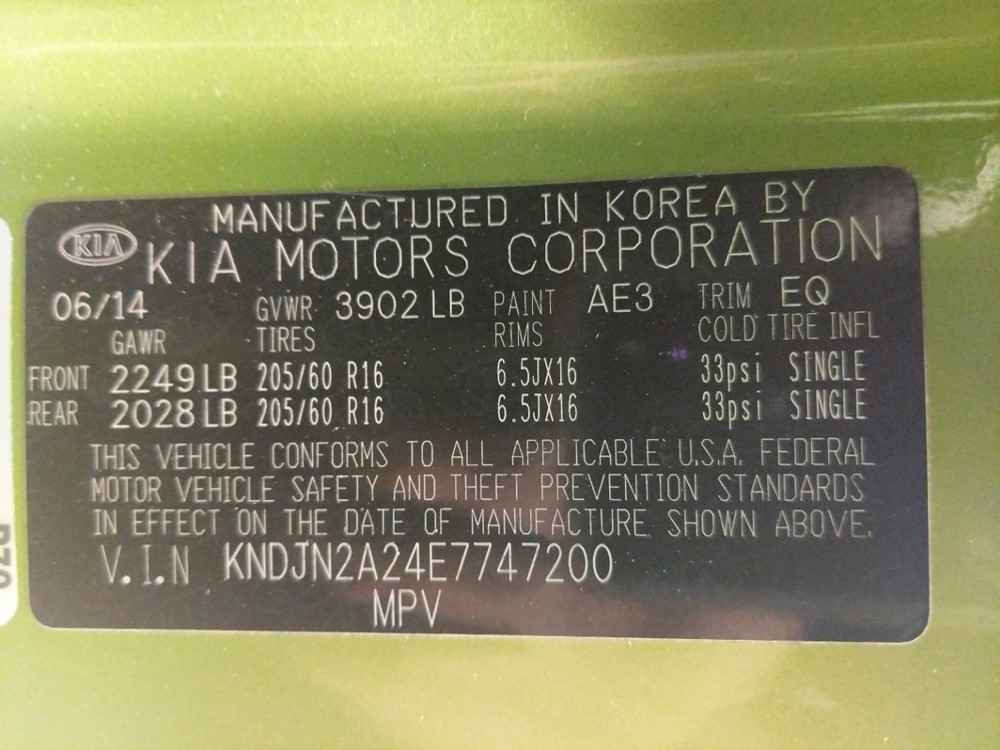 MANUFACTURED IN KOREA BY
KIA KIA MOTORS CORPORATION
06/14 GVWR 3902 LB PAINT AE3 TRIM EQ
GAWR TIRES RIMS COLD TIRE INFL
FRONT 2249 LB 205/60 R16 6.5JX16 33psi SINGLE
REAR 2028 LB 205/60 R16 6.5JX16 33psi SINGLE
THIS VEHICLE CONFORMS TO ALL APPLICABLE U.S.A. FEDERAL
MOTOR VEHICLE SAFETY AND THEFT PREVENTION STANDARDS
IN EFFECT ON THE DATE OF MANUFACTURE SHOWN ABOVE.
V.I.N KNDJN2A24E7747200
MPV